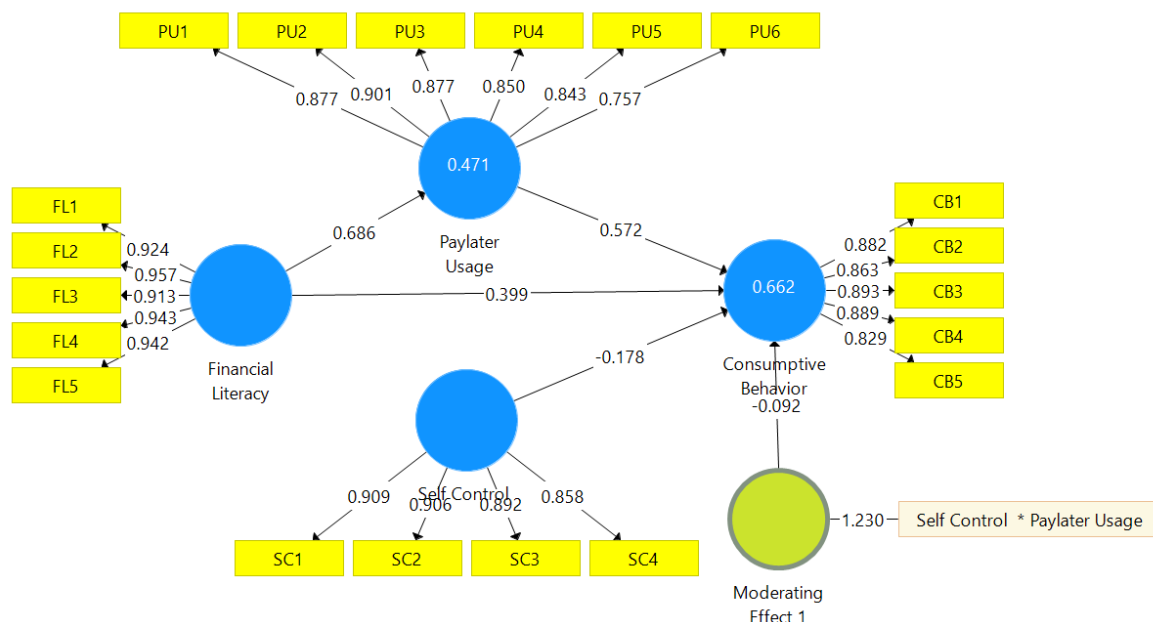 PU1 PU2 PU3 PU4 PU5 PU6
0.877 0.901 0.877 0.850 0.843 0.757
0.471
Paylater
Usage
FL1
FL2
FL3
FL4
FL5
0.924
0.957
0.913
0.943
0.942
Financial
Literacy
0.686
0.572
0.399
-0.178
0.662
Consumptive
Behavior
-0.092
0.882
0.863
0.893
0.889
0.829
CB1
CB2
CB3
CB4
CB5
Self Control
0.909 0.906 0.892 0.858
SC1 SC2 SC3 SC4
1.230
Self Control * Paylater Usage
Moderating
Effect 1